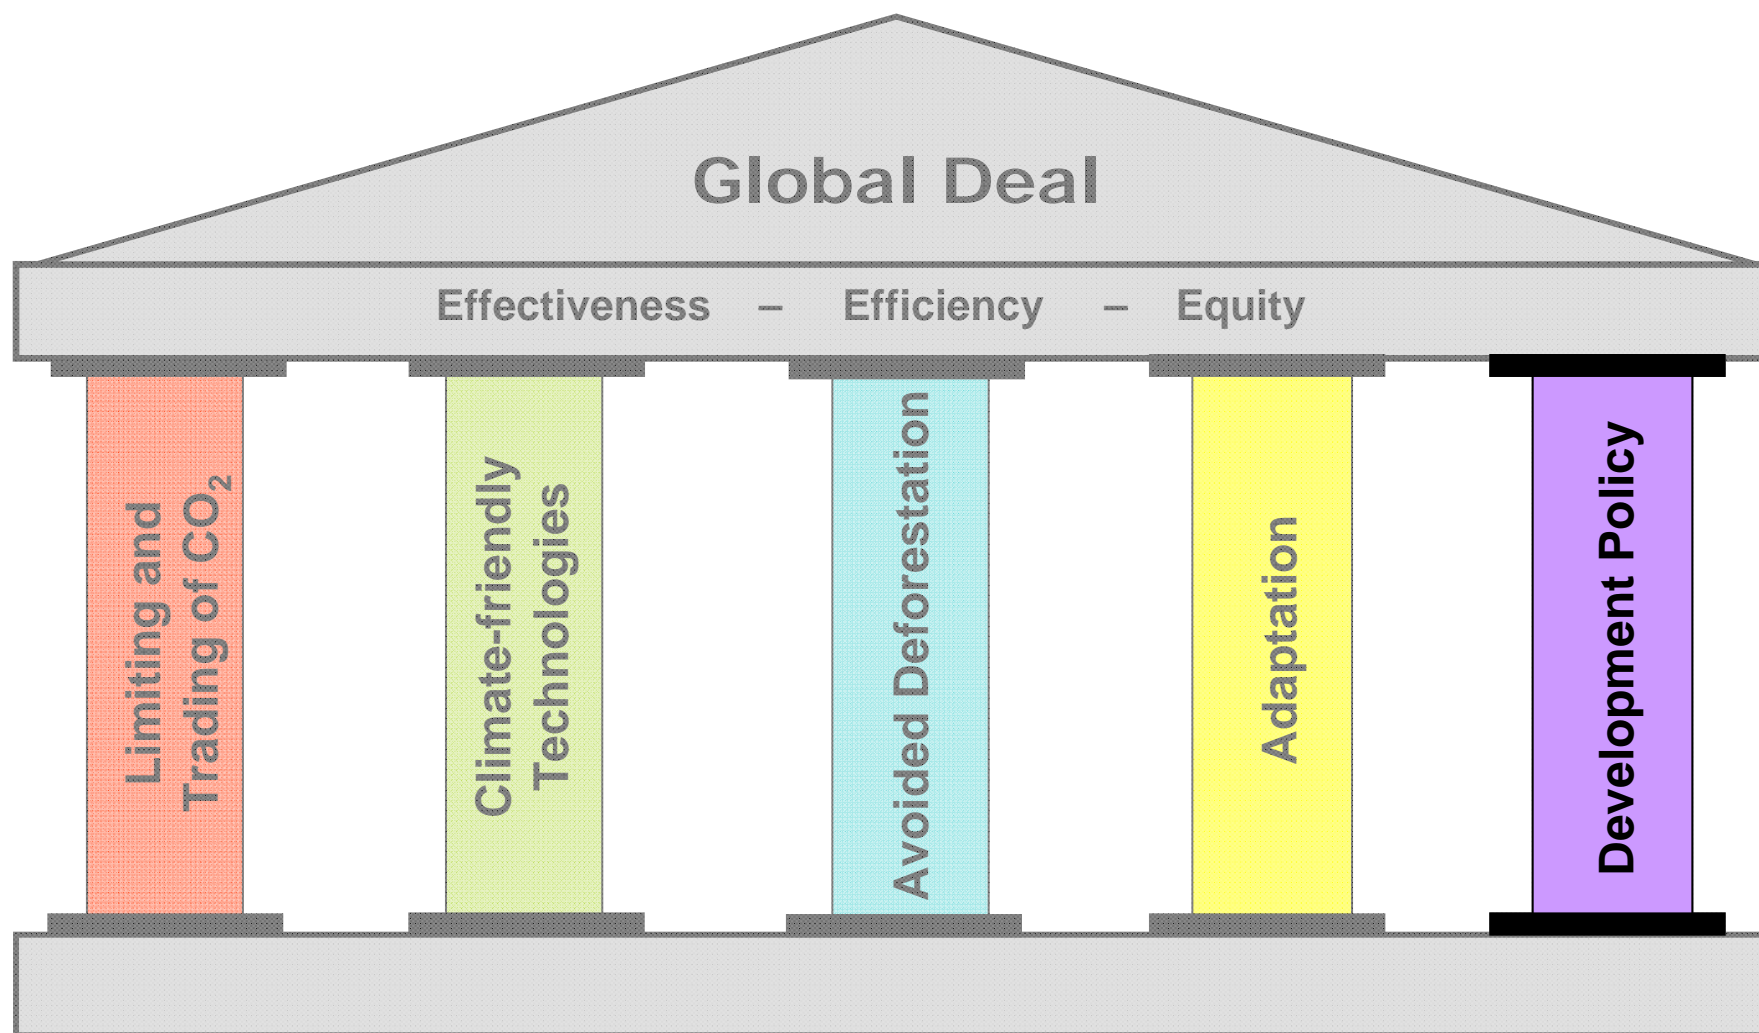 Global Deal
Effectiveness – Efficiency – Equity
Limiting and
Trading of CO₂
Climate-friendly
Technologies
Avoided Deforestation
Adaptation
Development Policy